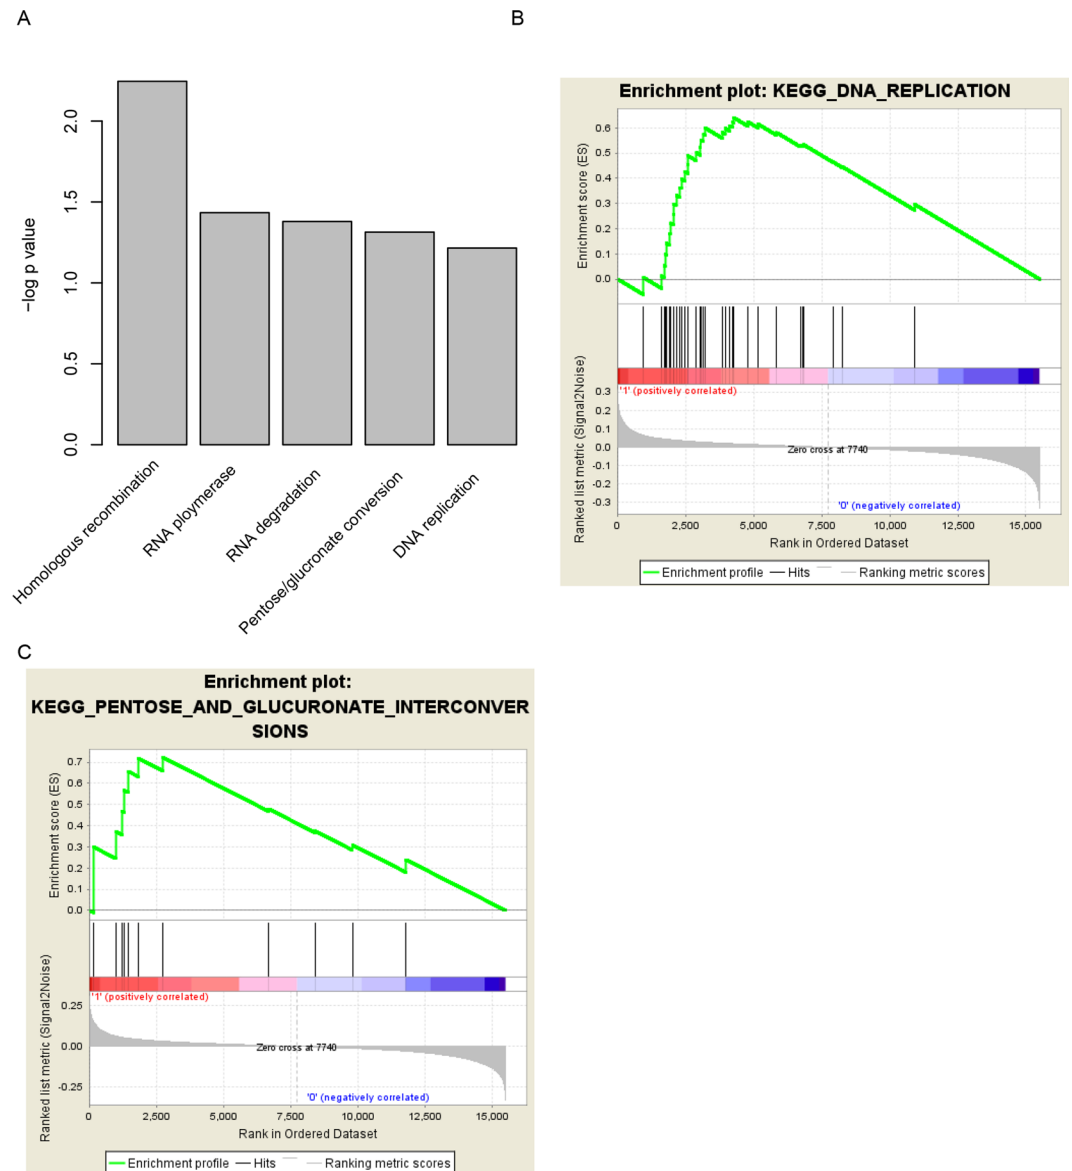 A
−log p value
2.0
1.5
1.0
0.5
0.0
Homologous recombination
RNA ploymerase
RNA degradation
Pentose/glucronate conversion
DNA replication
B
Enrichment plot: KEGG_DNA_REPLICATION
Enrichment score (ES)
0.6
0.5
0.4
0.3
0.2
0.1
0.0
Ranked list metric (Signal2Noise)
'1' (positively correlated)
0.3
0.2
0.1
0.0
-0.1
-0.2
-0.3
Zero cross at 7740
'0' (negatively correlated)
0 2,500 5,000 7,500 10,000 12,500 15,000
Rank in Ordered Dataset
Enrichment profile Hits Ranking metric scores
C
Enrichment plot:
KEGG_PENTOSE_AND_GLUCURONATE_INTERCONVER
SIONS
Enrichment score (ES)
0.7
0.6
0.5
0.4
0.3
0.2
0.1
0.0
Ranked list metric (Signal2Noise)
'1' (positively correlated)
0.25
0.00
-0.25
Zero cross at 7740
'0' (negatively correlated)
0 2,500 5,000 7,500 10,000 12,500 15,000
Rank in Ordered Dataset
Enrichment profile Hits Ranking metric scores